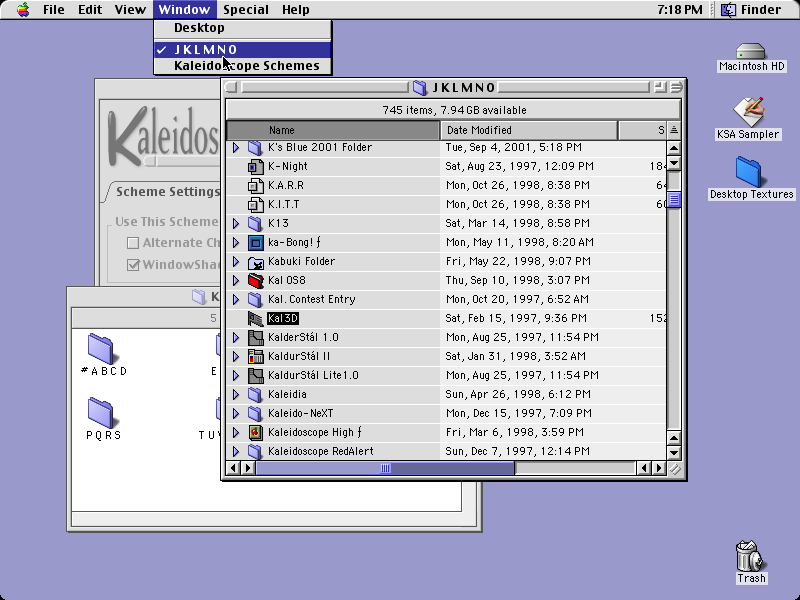 File Edit View Window Special Help 7:18 PM Finder
Desktop
✓ JKLMNO
Kaleidoscope Schemes
JKLMNO
745 items, 7.94 GB available
Name Date Modified S
K's Blue 2001 Folder Tue, Sep 4, 2001, 5:18 PM
K-Night Sat, Aug 23, 1997, 12:09 PM 184
K.A.R.R Mon, Oct 26, 1998, 8:38 PM 64
K.I.T.T Mon, Oct 26, 1998, 8:38 PM 60
K13 Sat, Mar 14, 1998, 8:58 PM
ka-Bong! ƒ Mon, May 11, 1998, 8:20 AM
Kabuki Folder Fri, May 22, 1998, 9:07 PM
Kal OS8 Thu, Sep 10, 1998, 3:07 PM
Kal. Contest Entry Mon, Oct 20, 1997, 6:52 AM
Kal3D Sat, Feb 15, 1997, 9:36 PM 152
KalderStål 1.0 Mon, Aug 25, 1997, 11:54 PM
KaldurStål II Sat, Jan 31, 1998, 3:52 AM
KaldurStål Lite1.0 Mon, Aug 25, 1997, 11:54 PM
Kaleidia Sun, Apr 26, 1998, 6:12 PM
Kaleido-NeXT Mon, Dec 15, 1997, 7:09 PM
Kaleidoscope High ƒ Fri, Mar 6, 1998, 3:59 PM
Kaleidoscope RedAlert Sun, Dec 7, 1997, 12:14 PM
Kaleidos
Scheme Settings
Use This Scheme
Alternate Ch
WindowSha
K
5
#ABCD E
PQRS TUV
Macintosh HD
KSA Sampler
Desktop Textures
Trash